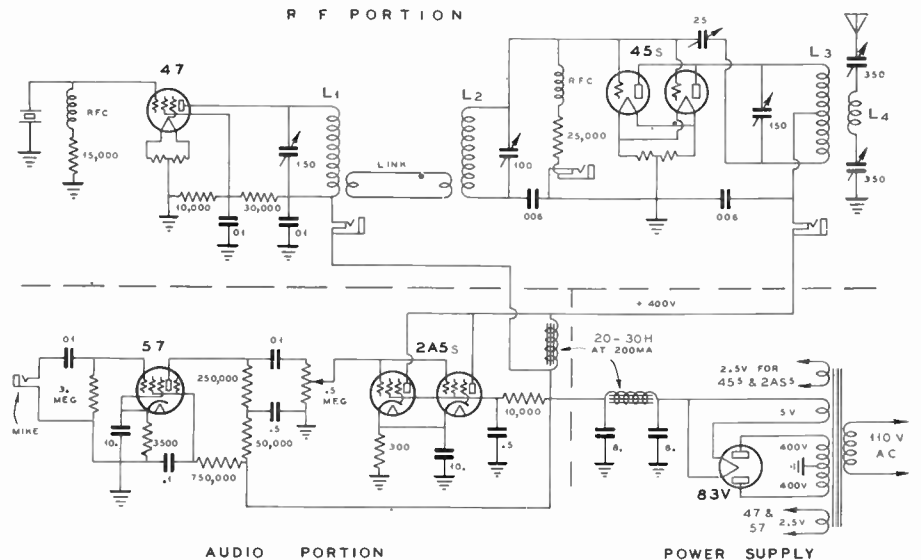 R F PORTION
47
RFC
15,000
10,000
30,000
01
01
150
L1
LINK
L2
100
006
RFC
25,000
45s
25
006
150
L3
350
L4
350
+ 400V
20-30H
AT 200MA
57
01
3.
MEG
MIKE
10.
3500
.1
750,000
250,000
50,000
01
.5
.5
MEG
2A5s
300
10.
.5
10,000
8.
8.
2.5V FOR
45s & 2A5s
5V
400V
400V
83V
110V
AC
47 &
57
2.5V
AUDIO PORTION
POWER SUPPLY